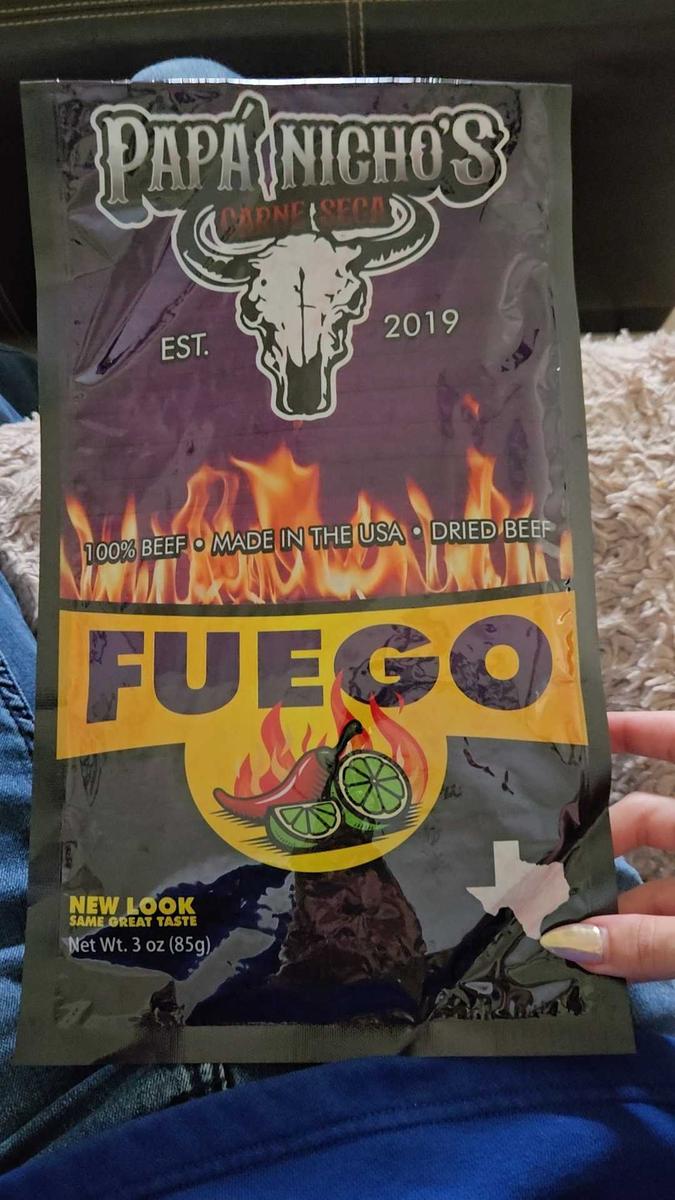 PAPÁ NICHO'S
CARNE SECA
EST. 2019
100% BEEF • MADE IN THE USA • DRIED BEEF
FUEGO
NEW LOOK
SAME GREAT TASTE
Net Wt. 3 oz (85g)